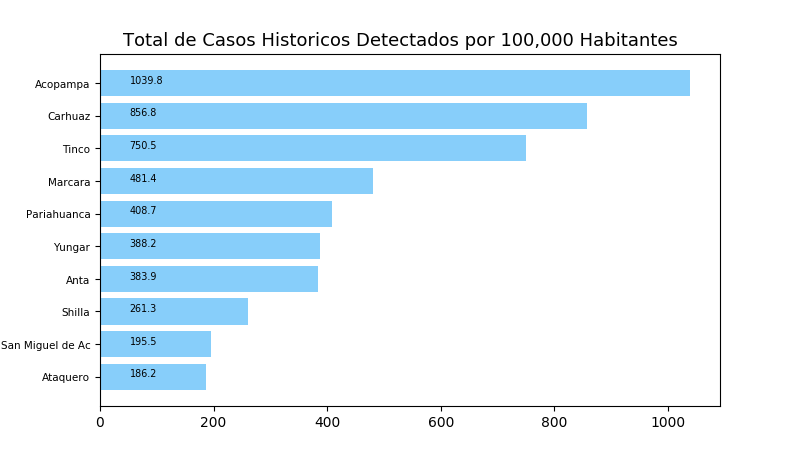 Total de Casos Historicos Detectados por 100,000 Habitantes
Acopampa 1039.8
Carhuaz 856.8
Tinco 750.5
Marcara 481.4
Pariahuanca 408.7
Yungar 388.2
Anta 383.9
Shilla 261.3
San Miguel de Ac 195.5
Ataquero 186.2
0 200 400 600 800 1000